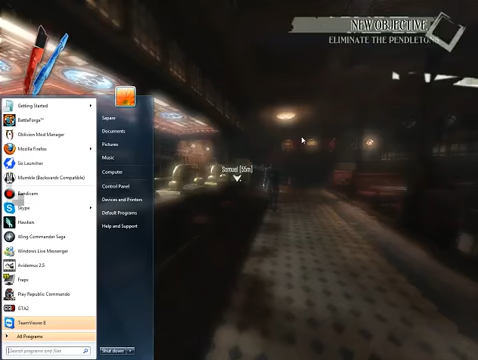 NEW OBJECTIVE
ELIMINATE THE PENDLETO
Samuel [55m]
Getting Started
BattleForge™
Oblivion Mod Manager
Mozilla Firefox
Six Launcher
Mumble (Backwards Compatible)
Bandicam
Skype
Hawken
Wing Commander Saga
Windows Live Messenger
Avidemux 2.5
Fraps
Play Republic Commando
GTA2
TeamViewer 8
All Programs
Search programs and files
Documents
Pictures
Music
Computer
Control Panel
Devices and Printers
Default Programs
Help and Support
Shut down